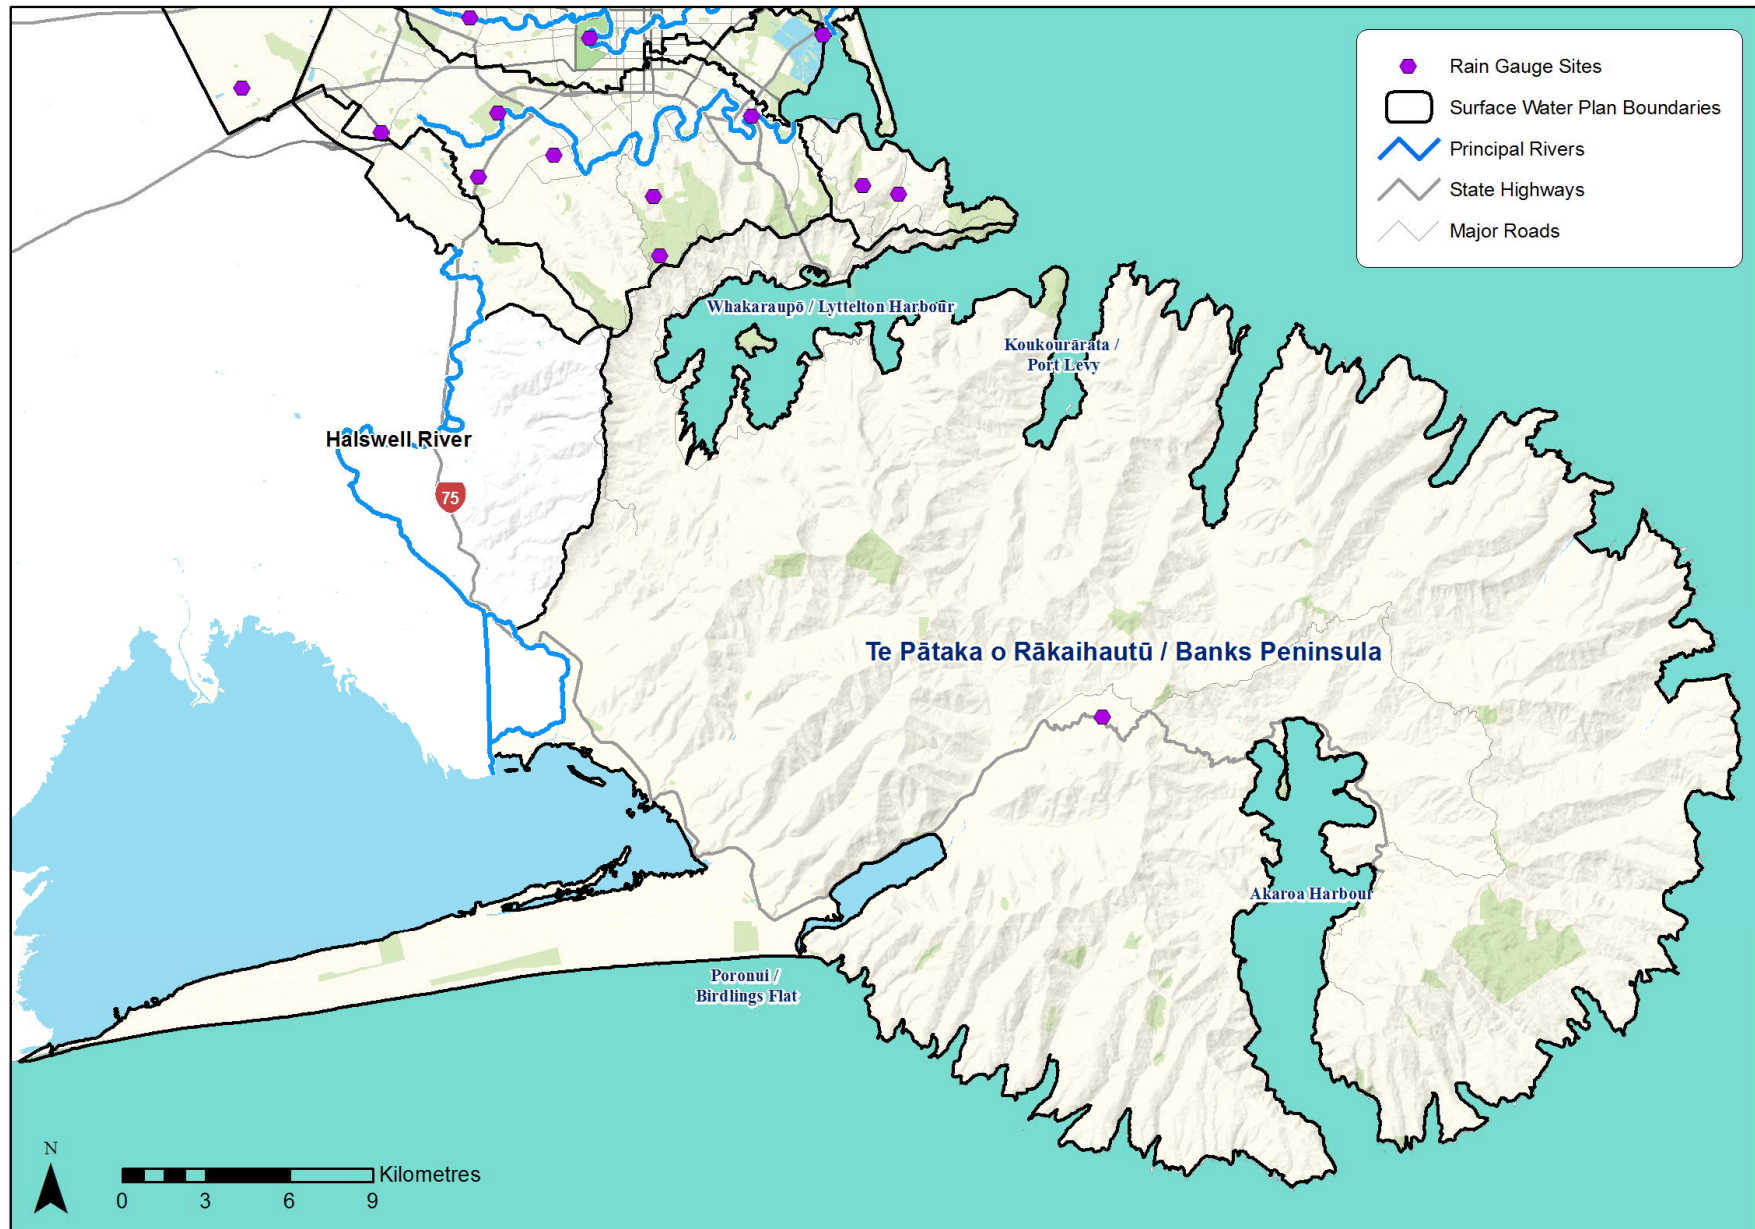 Rain Gauge Sites
Surface Water Plan Boundaries
Principal Rivers
State Highways
Major Roads
Whakaraupō / Lyttelton Harbour
Koukourārata /
Port Levy
Halswell River
75
Te Pātaka o Rākaihautū / Banks Peninsula
Akaroa Harbour
Poronui /
Birdlings Flat
N
Kilometres
0 3 6 9